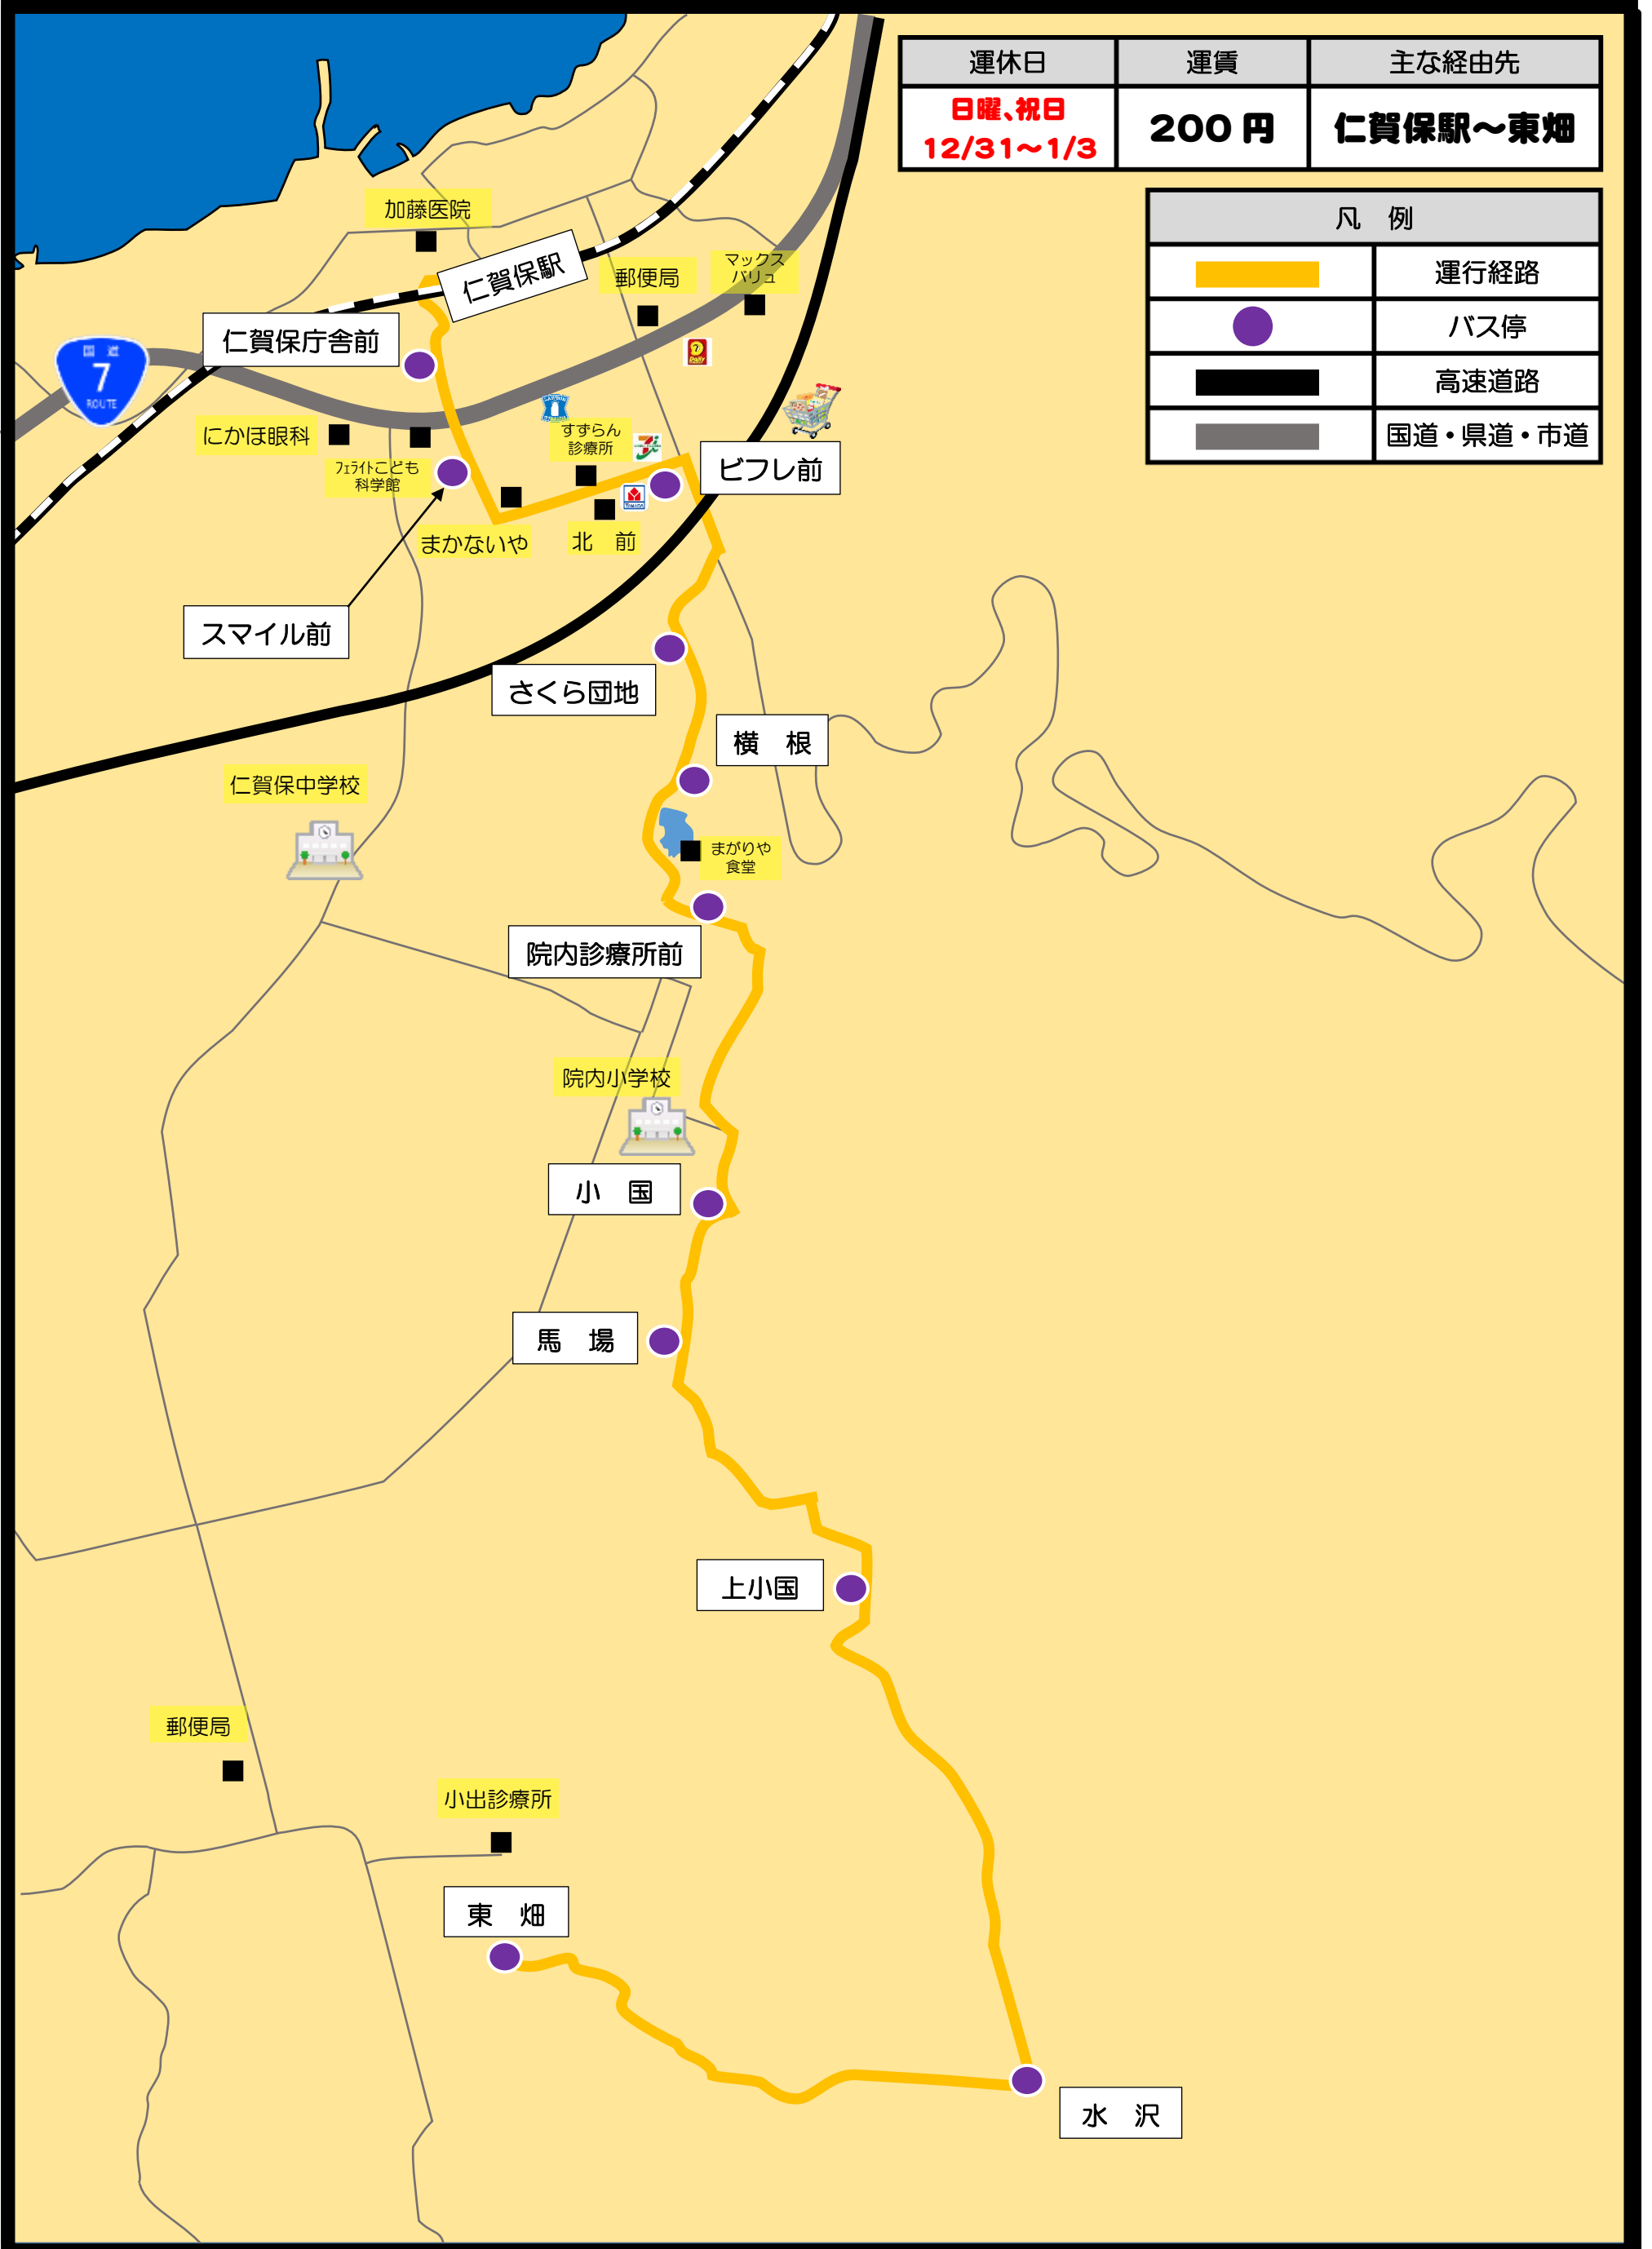 運休日
運賃
主な経由先
日曜、祝日
12/31～1/3
200 円
仁賀保駅～東畑
凡　例
運行経路
バス停
高速道路
国道・県道・市道
加藤医院
仁賀保駅
郵便局
マックス
バリュ
仁賀保庁舎前
国 道
7
ROUTE
にかほ眼科
ﾌｪﾗｲﾄこども
科学館
すずらん
診療所
ビフレ前
まかないや
北　前
スマイル前
さくら団地
横　根
仁賀保中学校
まがりや
食堂
院内診療所前
院内小学校
小　国
馬　場
上小国
郵便局
小出診療所
東　畑
水　沢